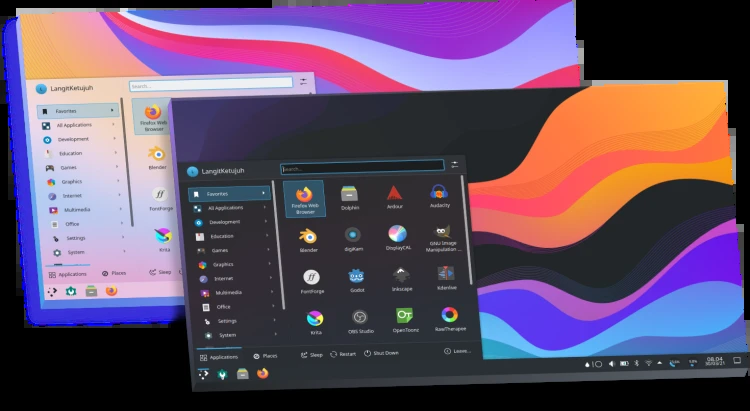 LangitKetujuh
Search...
Favorites
All Applications
Development
Education
Games
Graphics
Internet
Multimedia
Office
Settings
System
Applications
Places
Sleep
Firefox Web
Browser
Blender
FontForge
Krita
LangitKetujuh
Search...
Favorites
All Applications
Development
Education
Games
Graphics
Internet
Multimedia
Office
Settings
System
Firefox Web
Browser
Dolphin
Ardour
Audacity
Blender
digiKam
DisplayCAL
GNU Image
Manipulation ...
FontForge
Godot
Inkscape
Kdenlive
Krita
OBS Studio
OpenToonz
RawTherapee
Applications
Places
Sleep
Restart
Shut Down
Leave...
08.04